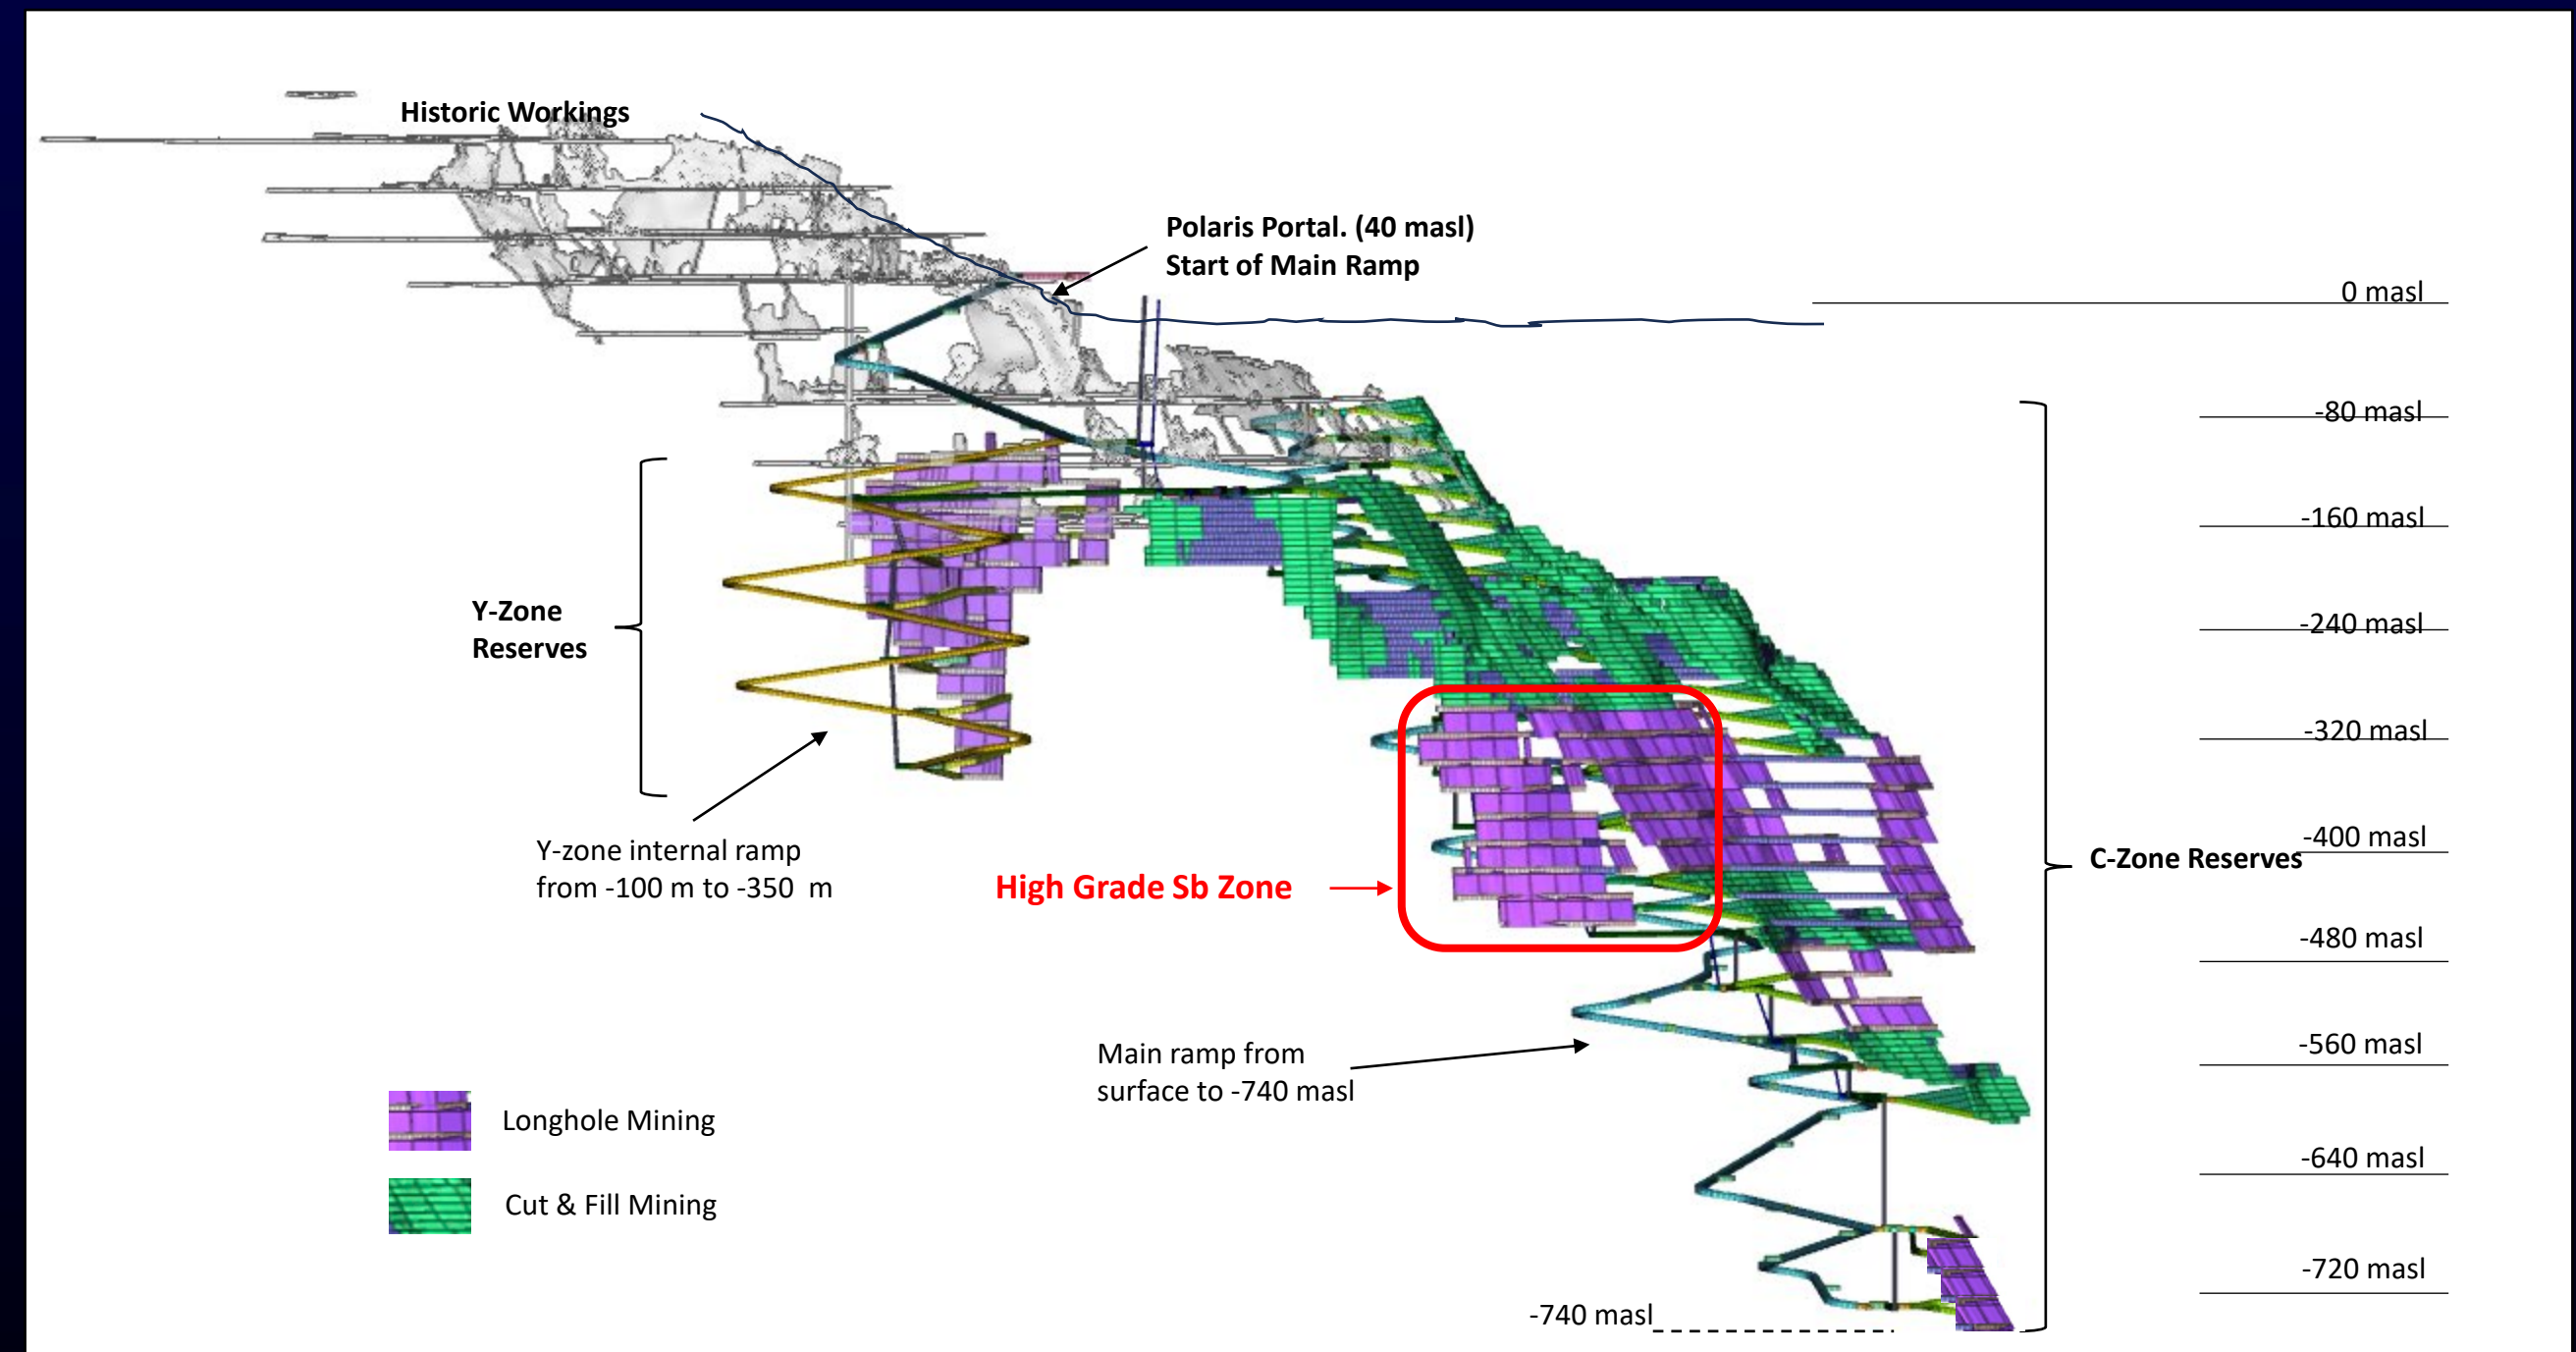 Historic Workings
Polaris Portal. (40 masl)
Start of Main Ramp
0 masl
-80 masl
-160 masl
-240 masl
-320 masl
-400 masl
-480 masl
-560 masl
-640 masl
-720 masl
Y-Zone
Reserves
Y-zone internal ramp
from -100 m to -350 m
High Grade Sb Zone
C-Zone Reserves
Main ramp from
surface to -740 masl
Longhole Mining
Cut & Fill Mining
-740 masl